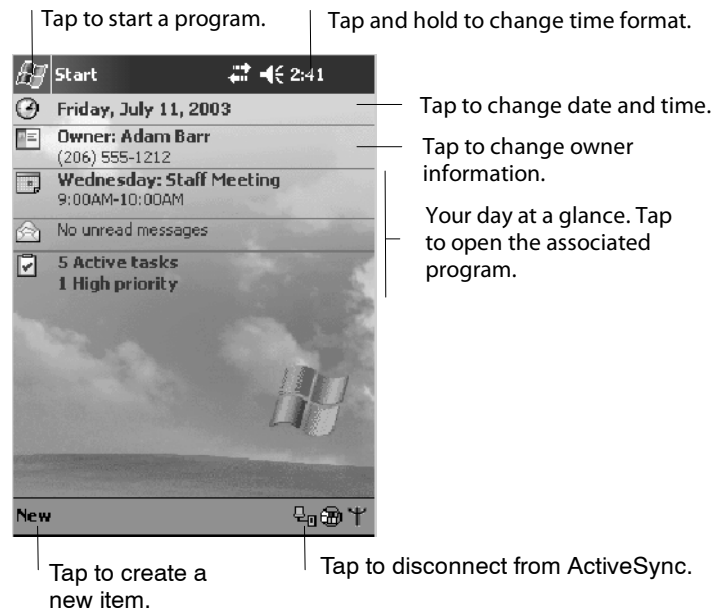 Tap to start a program.
Tap and hold to change time format.
Start 2:41
Friday, July 11, 2003
Tap to change date and time.
Owner: Adam Barr
(206) 555-1212
Tap to change owner
information.
Wednesday: Staff Meeting
9:00AM-10:00AM
Your day at a glance. Tap
to open the associated
program.
No unread messages
5 Active tasks
1 High priority
New
Tap to disconnect from ActiveSync.
Tap to create a
new item.